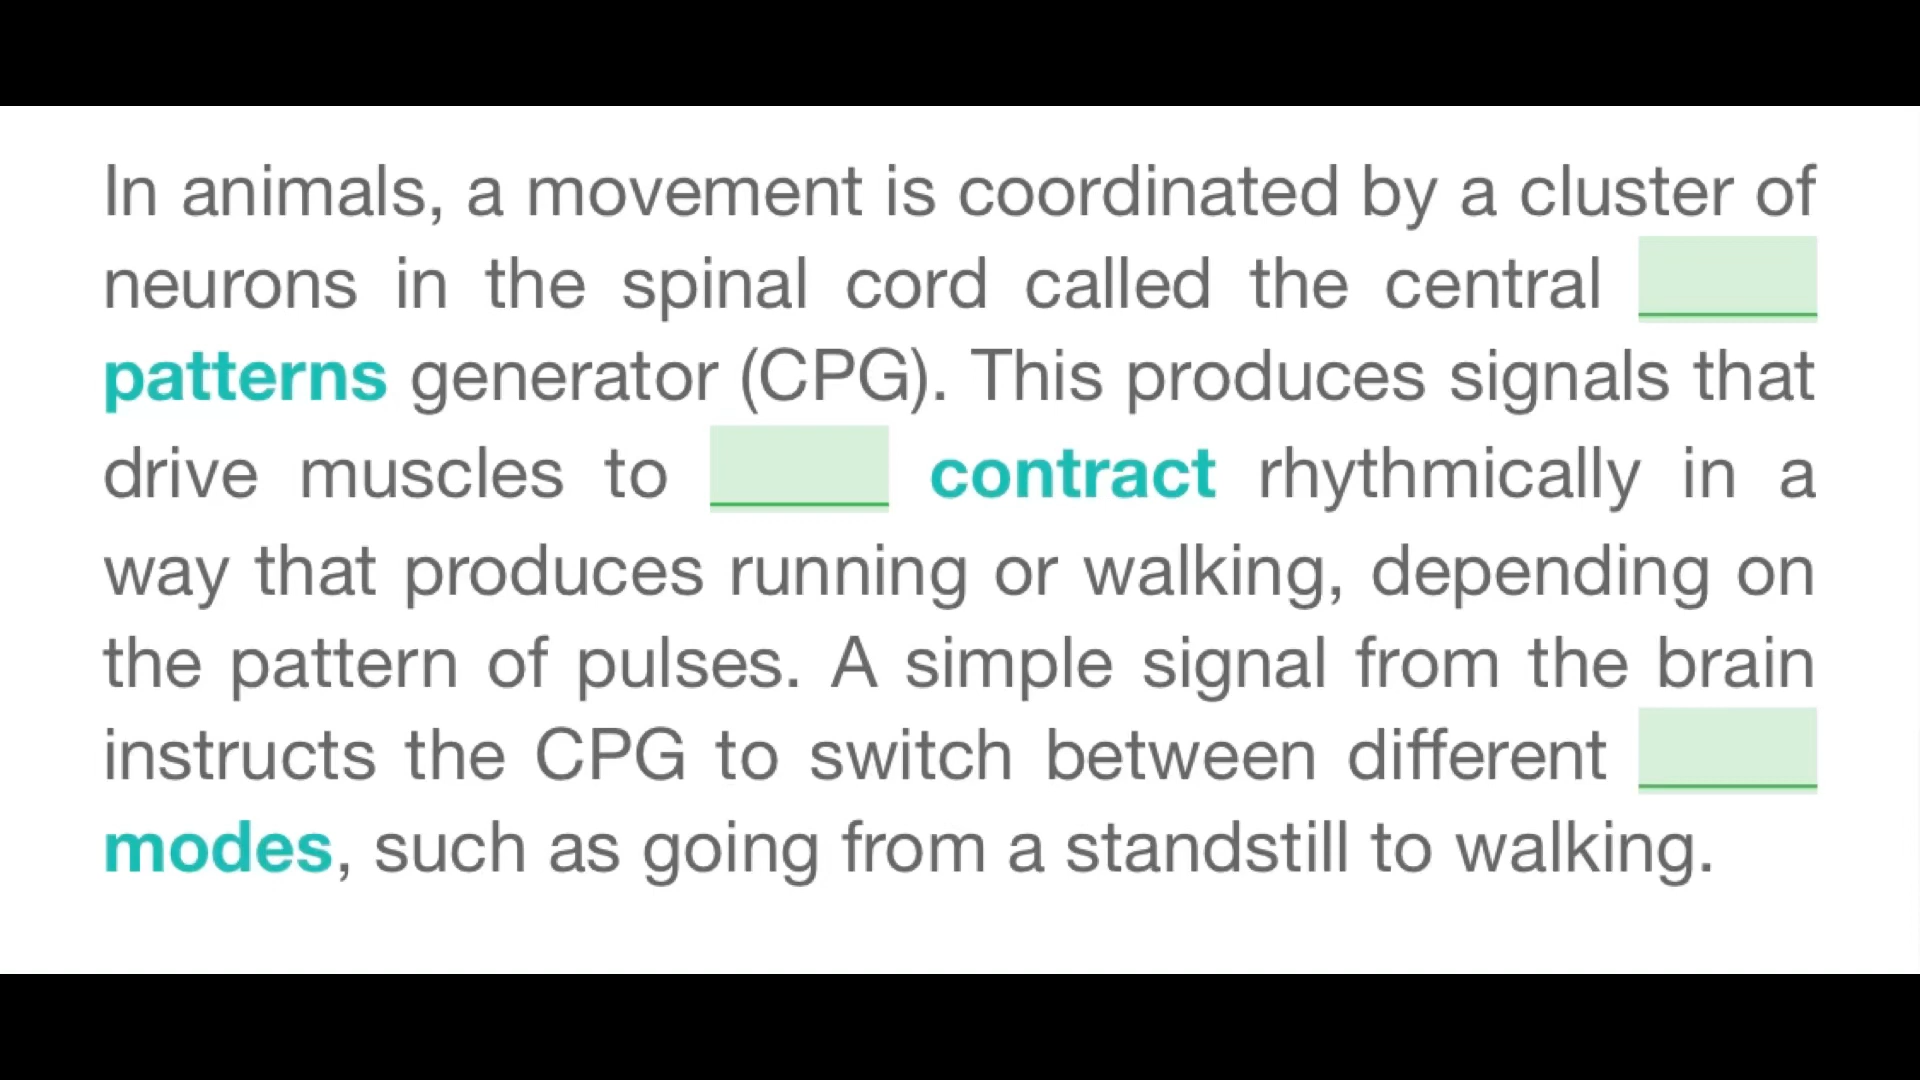 In animals, a movement is coordinated by a cluster of
neurons in the spinal cord called the central
patterns generator (CPG). This produces signals that
drive muscles to contract rhythmically in a
way that produces running or walking, depending on
the pattern of pulses. A simple signal from the brain
instructs the CPG to switch between different
modes, such as going from a standstill to walking.